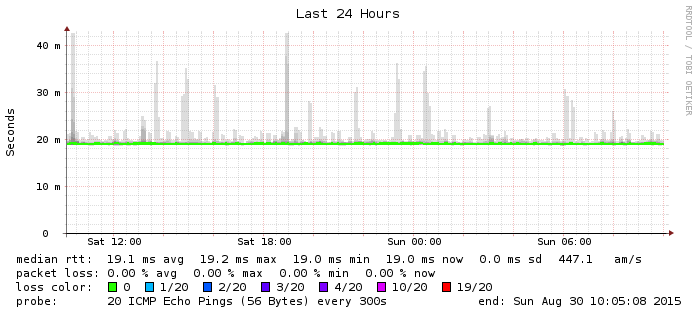 Last 24 Hours
RRDTOOL / TOBI OETIKER
Seconds
40 m
30 m
20 m
10 m
0
Sat 12:00 Sat 18:00 Sun 00:00 Sun 06:00
median rtt: 19.1 ms avg 19.2 ms max 19.0 ms min 19.0 ms now 0.0 ms sd 447.1 am/s
packet loss: 0.00 % avg 0.00 % max 0.00 % min 0.00 % now
loss color: 0 1/20 2/20 3/20 4/20 10/20 19/20
probe: 20 ICMP Echo Pings (56 Bytes) every 300s end: Sun Aug 30 10:05:08 2015